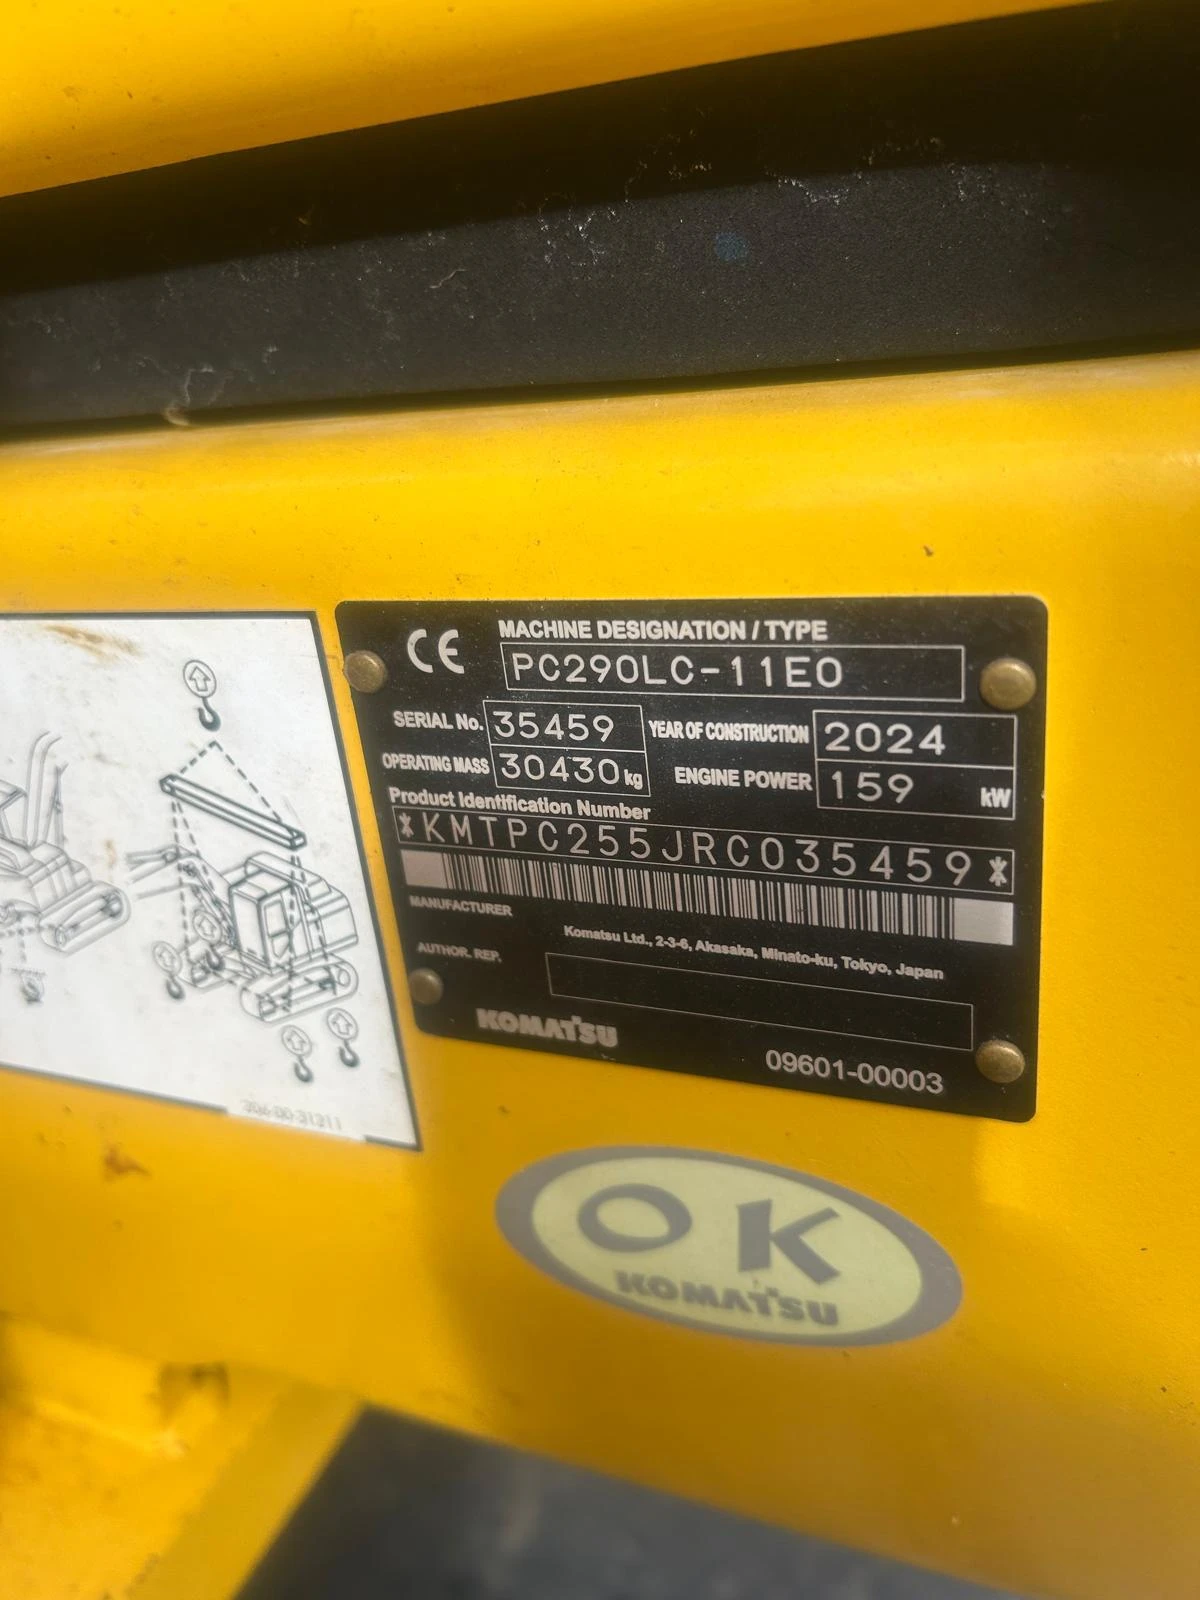 CE
MACHINE DESIGNATION / TYPE
PC290LC-11E0
SERIAL No. 35459 YEAR OF CONSTRUCTION 2024
OPERATING MASS 30430 kg ENGINE POWER 159 kW
Product Identification Number
*KMTPC255JRC035459*
MANUFACTURER
Komatsu Ltd., 2-3-6, Akasaka, Minato-ku, Tokyo, Japan
AUTHOR. REP.
KOMATSU
09601-00003
OK
KOMATSU